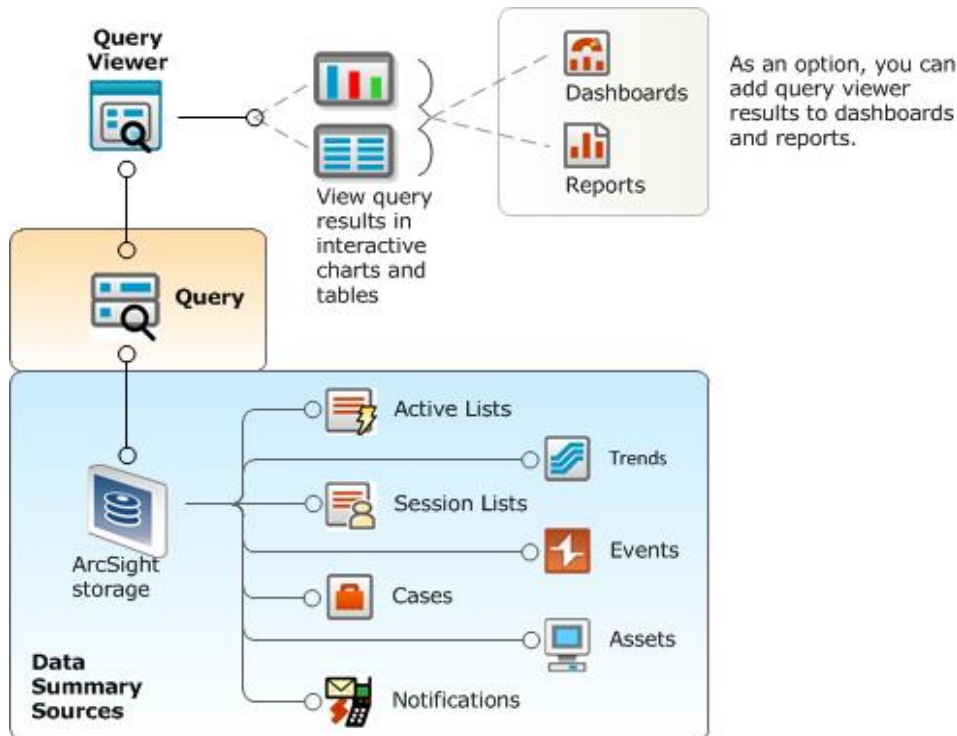 Query
Viewer
View query
results in
interactive
charts and
tables
Dashboards
Reports
As an option, you can
add query viewer
results to dashboards
and reports.
Query
ArcSight
storage
Active Lists
Trends
Session Lists
Events
Cases
Assets
Notifications
Data
Summary
Sources